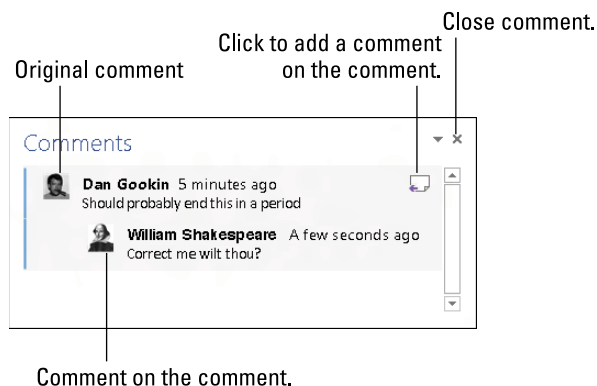 Close comment.
Click to add a comment
on the comment.
Original comment
Comments
Dan Gookin 5 minutes ago
Should probably end this in a period
William Shakespeare A few seconds ago
Correct me wilt thou?
Comment on the comment.